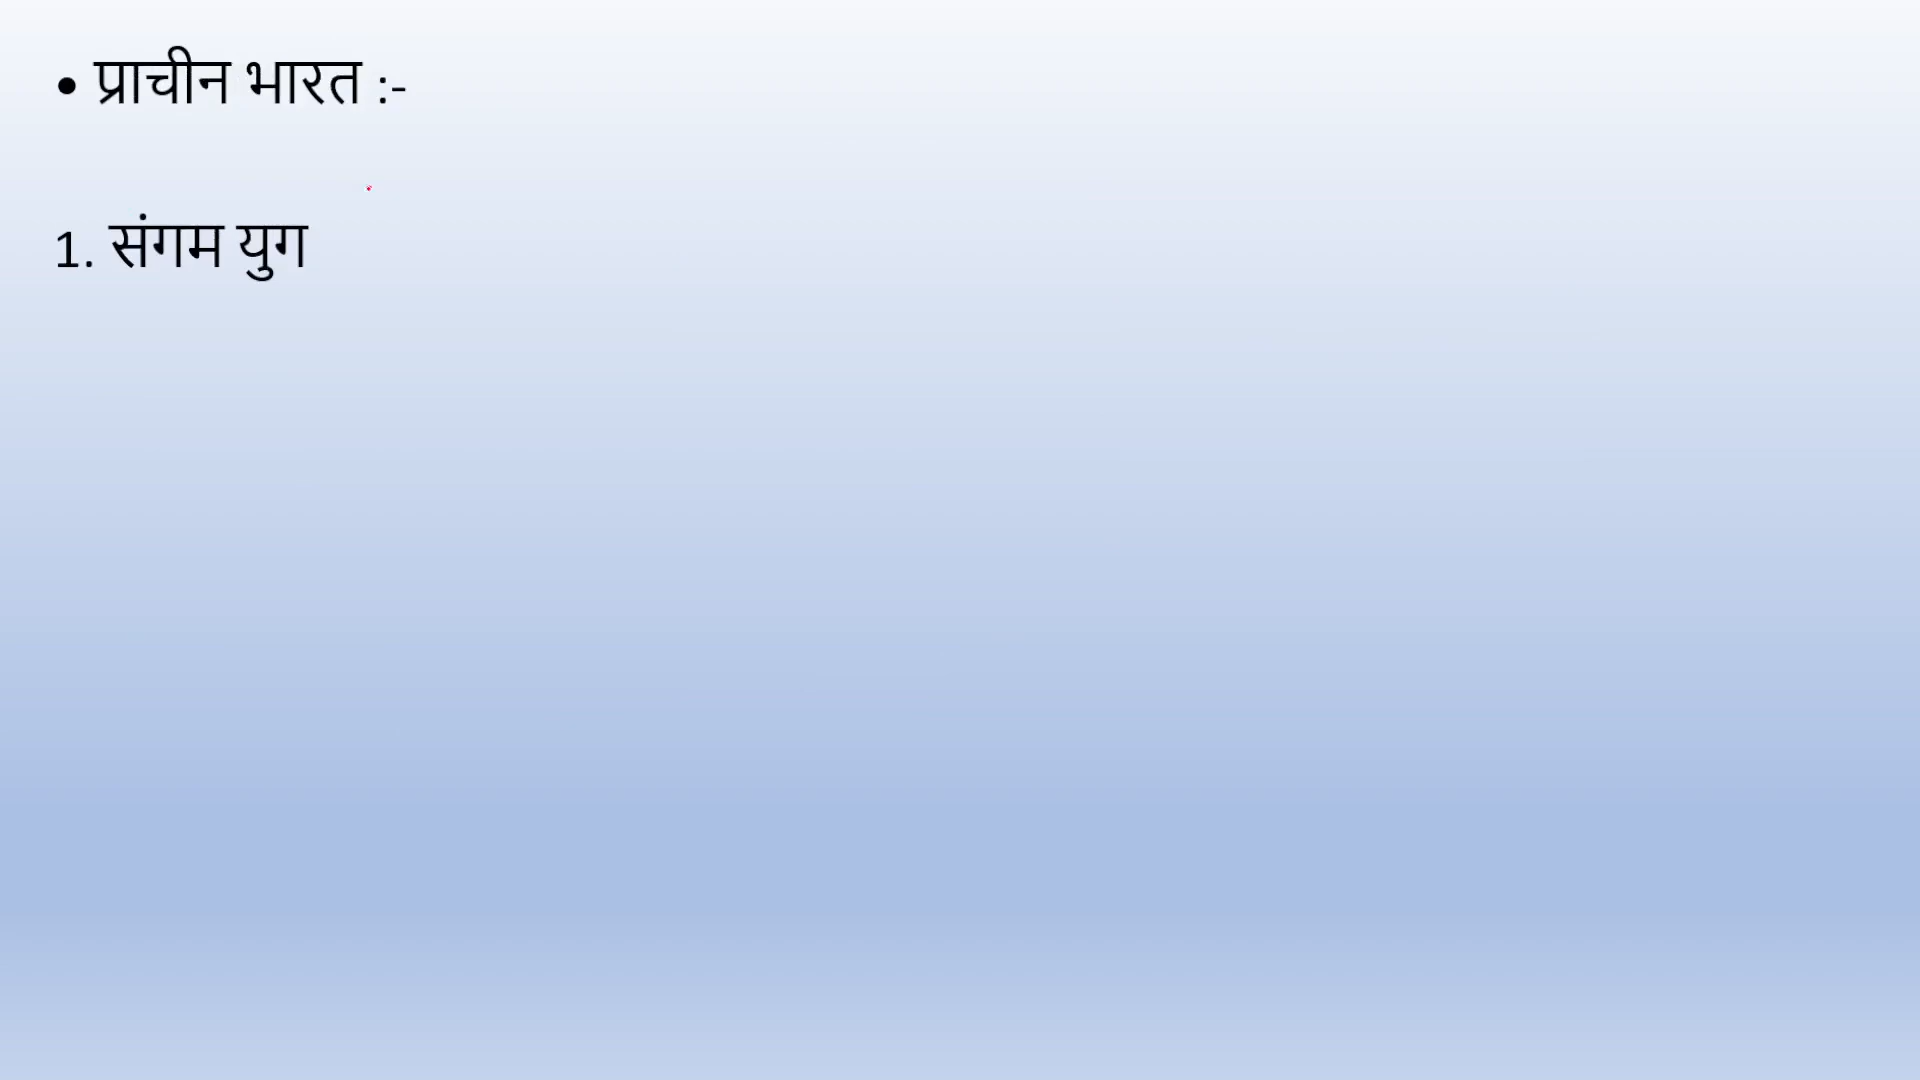 • प्राचीन भारत :-
1. संगम युग